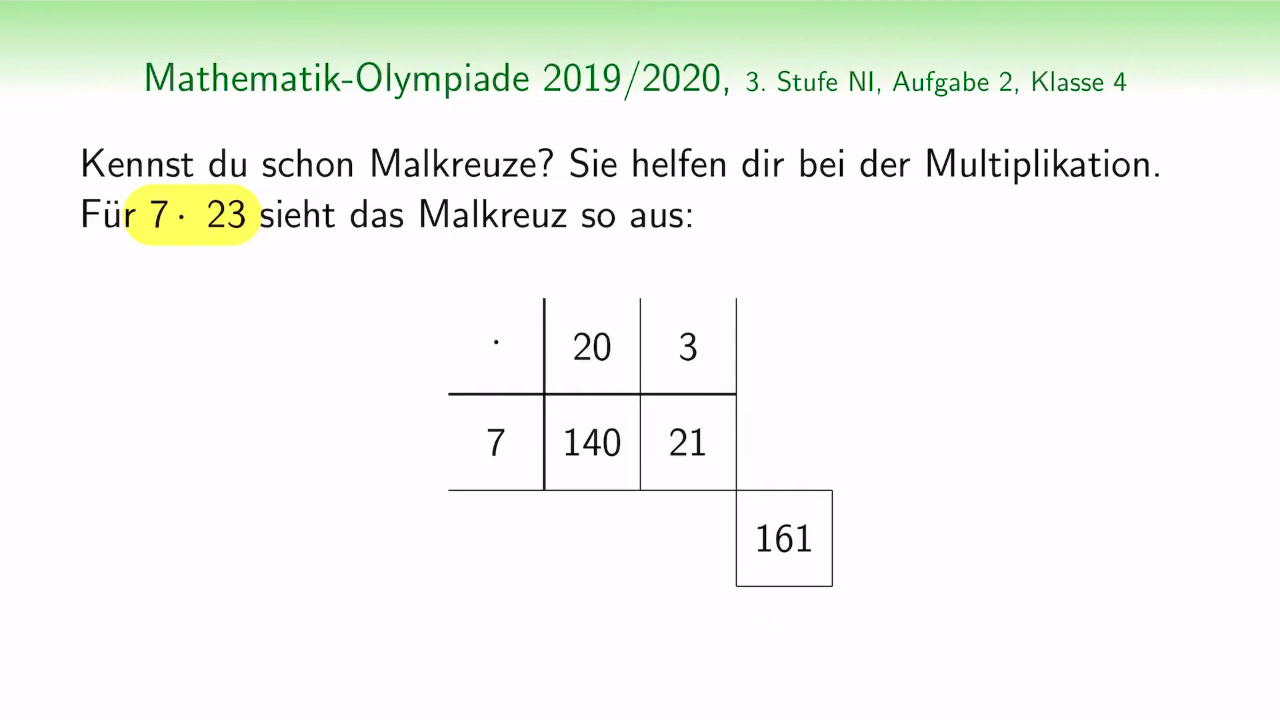 Mathematik-Olympiade 2019/2020, 3. Stufe NI, Aufgabe 2, Klasse 4
Kennst du schon Malkreuze? Sie helfen dir bei der Multiplikation.
Für 7 · 23 sieht das Malkreuz so aus:
· 20 3
7 140 21
161